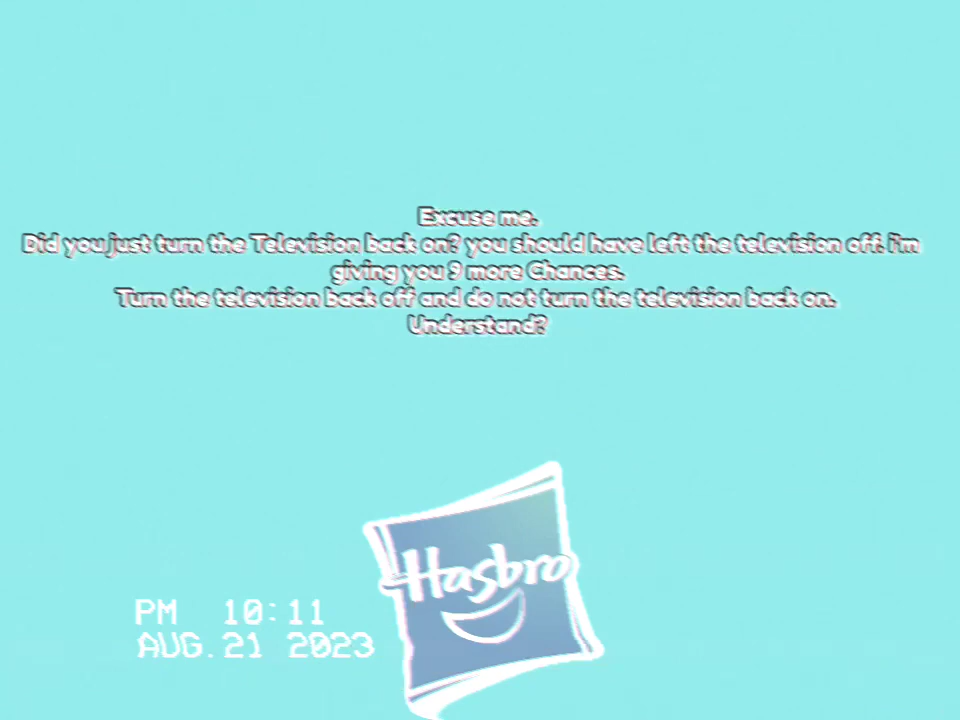 Excuse me.
Did you just turn the Television back on? you should have left the television off. i'm
giving you 9 more Chances.
Turn the television back off and do not turn the television back on.
Understand?
Hasbro
PM 10:11
AUG.21 2023